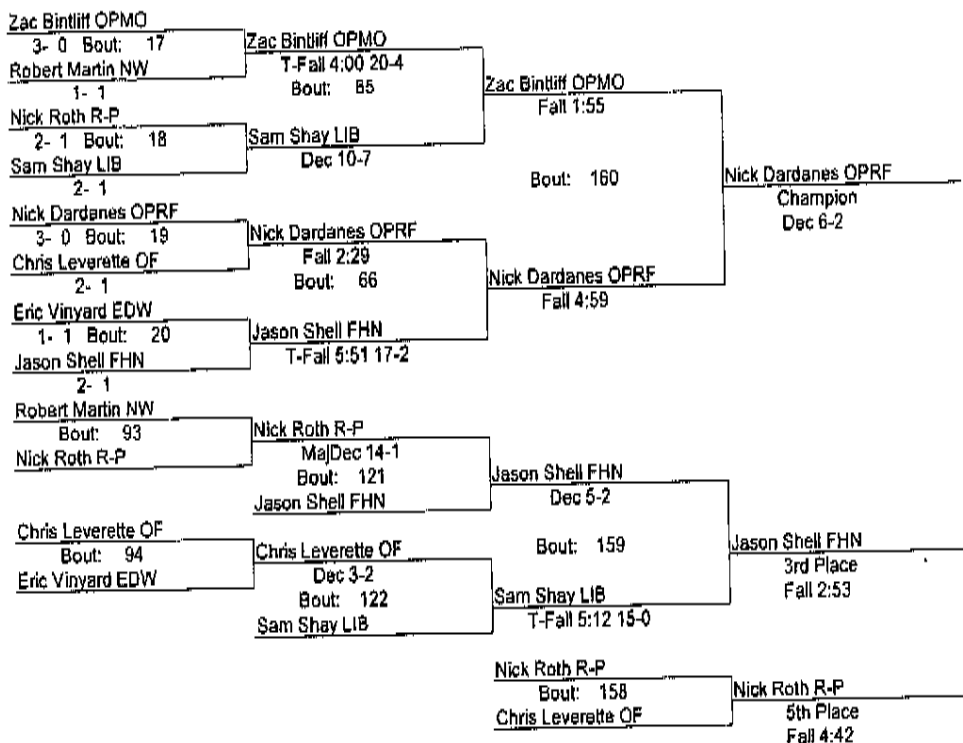 Zac Bintliff OPMO
3- 0 Bout: 17
Robert Martin NW
1- 1
Nick Roth R-P
2- 1 Bout: 18
Sam Shay LIB
2- 1
Nick Dardanes OPRF
3- 0 Bout: 19
Chris Leverette OF
2- 1
Eric Vinyard EDW
1- 1 Bout: 20
Jason Shell FHN
2- 1
Zac Bintliff OPMO
T-Fall 4:00 20-4
Bout: 85
Sam Shay LIB
Dec 10-7
Nick Dardanes OPRF
Fall 2:29
Bout: 66
Jason Shell FHN
T-Fall 5:51 17-2
Zac Bintliff OPMO
Fall 1:55
Bout: 160
Nick Dardanes OPRF
Fall 4:59
Nick Dardanes OPRF
Champion
Dec 6-2
Robert Martin NW
Bout: 93
Nick Roth R-P
Chris Leverette OF
Bout: 94
Eric Vinyard EDW
Nick Roth R-P
MajDec 14-1
Bout: 121
Jason Shell FHN
Chris Leverette OF
Dec 3-2
Bout: 122
Sam Shay LIB
Jason Shell FHN
Dec 5-2
Bout: 159
Sam Shay LIB
T-Fall 5:12 15-0
Jason Shell FHN
3rd Place
Fall 2:53
Nick Roth R-P
Bout: 158
Chris Leverette OF
Nick Roth R-P
5th Place
Fall 4:42